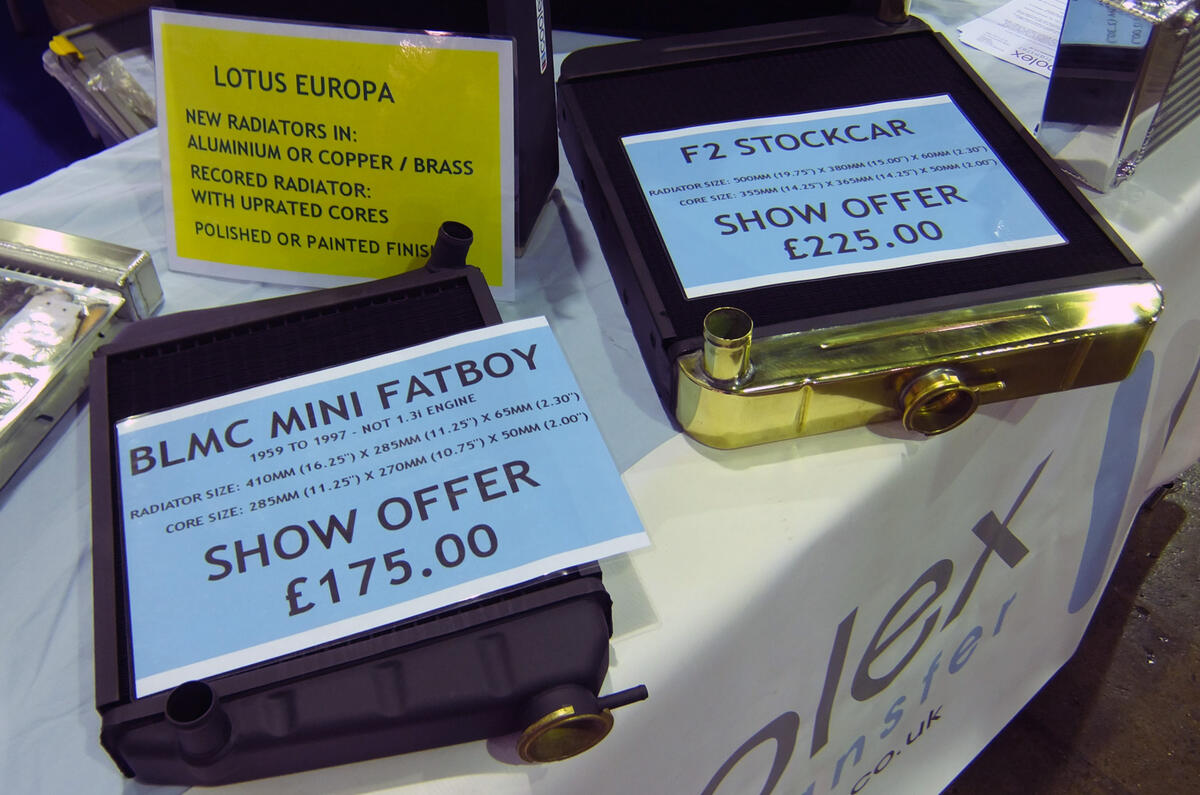 LOTUS EUROPA
NEW RADIATORS IN:
ALUMINIUM OR COPPER / BRASS
RECORED RADIATOR:
WITH UPRATED CORES
POLISHED OR PAINTED FINIS
F2 STOCKCAR
RADIATOR SIZE: 500MM (19.75") X 380MM (15.00") X 60MM (2.30")
CORE SIZE: 355MM (14.25") X 365MM (14.25") X 50MM (2.00")
SHOW OFFER
£225.00
BLMC MINI FATBOY
1959 TO 1997 - NOT 1.3I ENGINE
RADIATOR SIZE: 410MM (16.25") X 285MM (11.25") X 65MM (2.30")
CORE SIZE: 285MM (11.25") X 270MM (10.75") X 50MM (2.00")
SHOW OFFER
£175.00
olex
nsfer
co.uk
olex